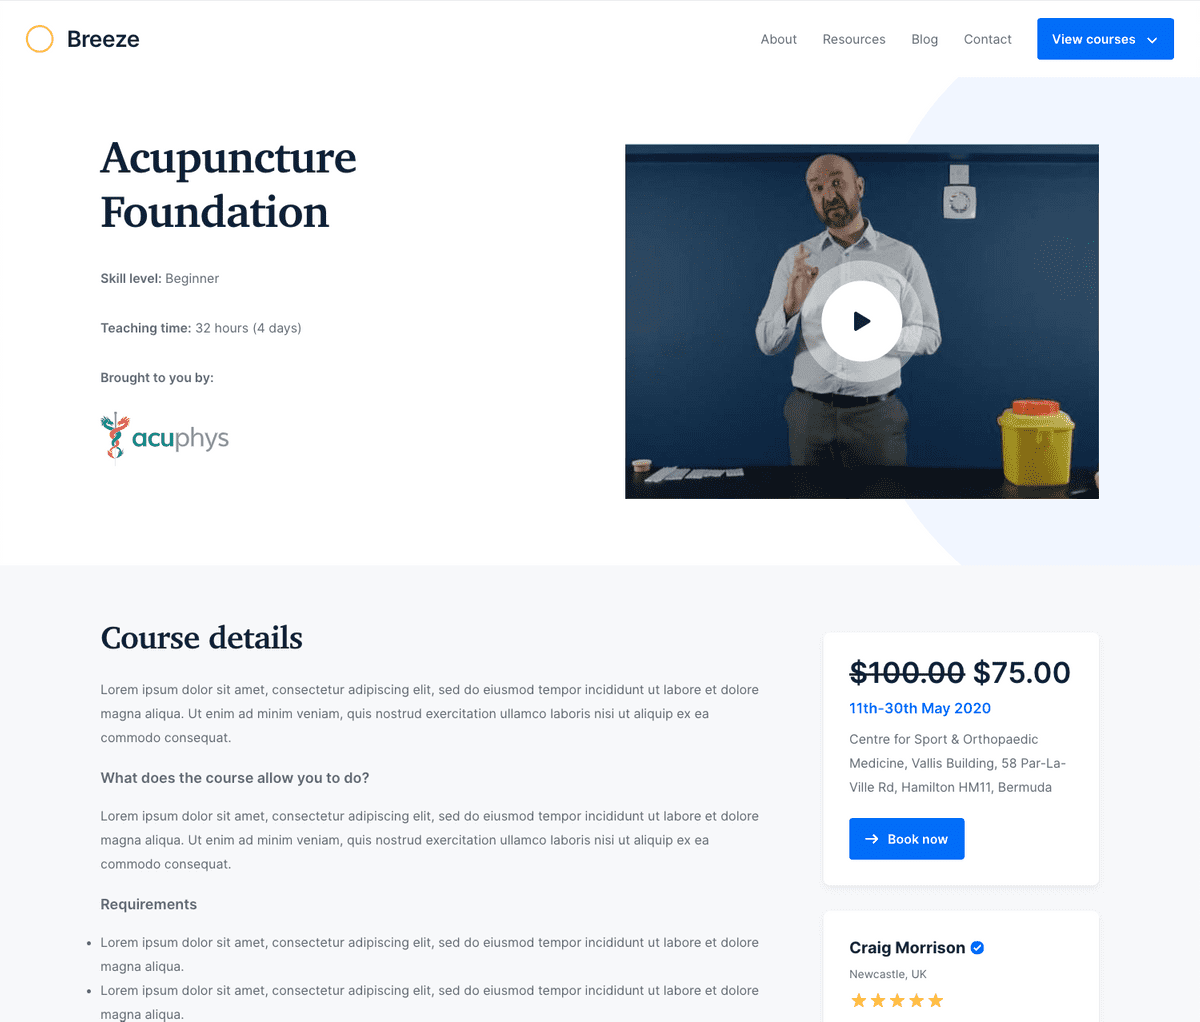 Breeze
About Resources Blog Contact View courses
Acupuncture
Foundation
Skill level: Beginner
Teaching time: 32 hours (4 days)
Brought to you by:
acuphys
Course details
Lorem ipsum dolor sit amet, consectetur adipiscing elit, sed do eiusmod tempor incididunt ut labore et dolore
magna aliqua. Ut enim ad minim veniam, quis nostrud exercitation ullamco laboris nisi ut aliquip ex ea
commodo consequat.
What does the course allow you to do?
Lorem ipsum dolor sit amet, consectetur adipiscing elit, sed do eiusmod tempor incididunt ut labore et dolore
magna aliqua. Ut enim ad minim veniam, quis nostrud exercitation ullamco laboris nisi ut aliquip ex ea
commodo consequat.
Requirements
• Lorem ipsum dolor sit amet, consectetur adipiscing elit, sed do eiusmod tempor incididunt ut labore et dolore
magna aliqua.
• Lorem ipsum dolor sit amet, consectetur adipiscing elit, sed do eiusmod tempor incididunt ut labore et dolore
magna aliqua.
$100.00 $75.00
11th-30th May 2020
Centre for Sport & Orthopaedic
Medicine, Vallis Building, 58 Par-La-
Ville Rd, Hamilton HM11, Bermuda
Book now
Craig Morrison
Newcastle, UK